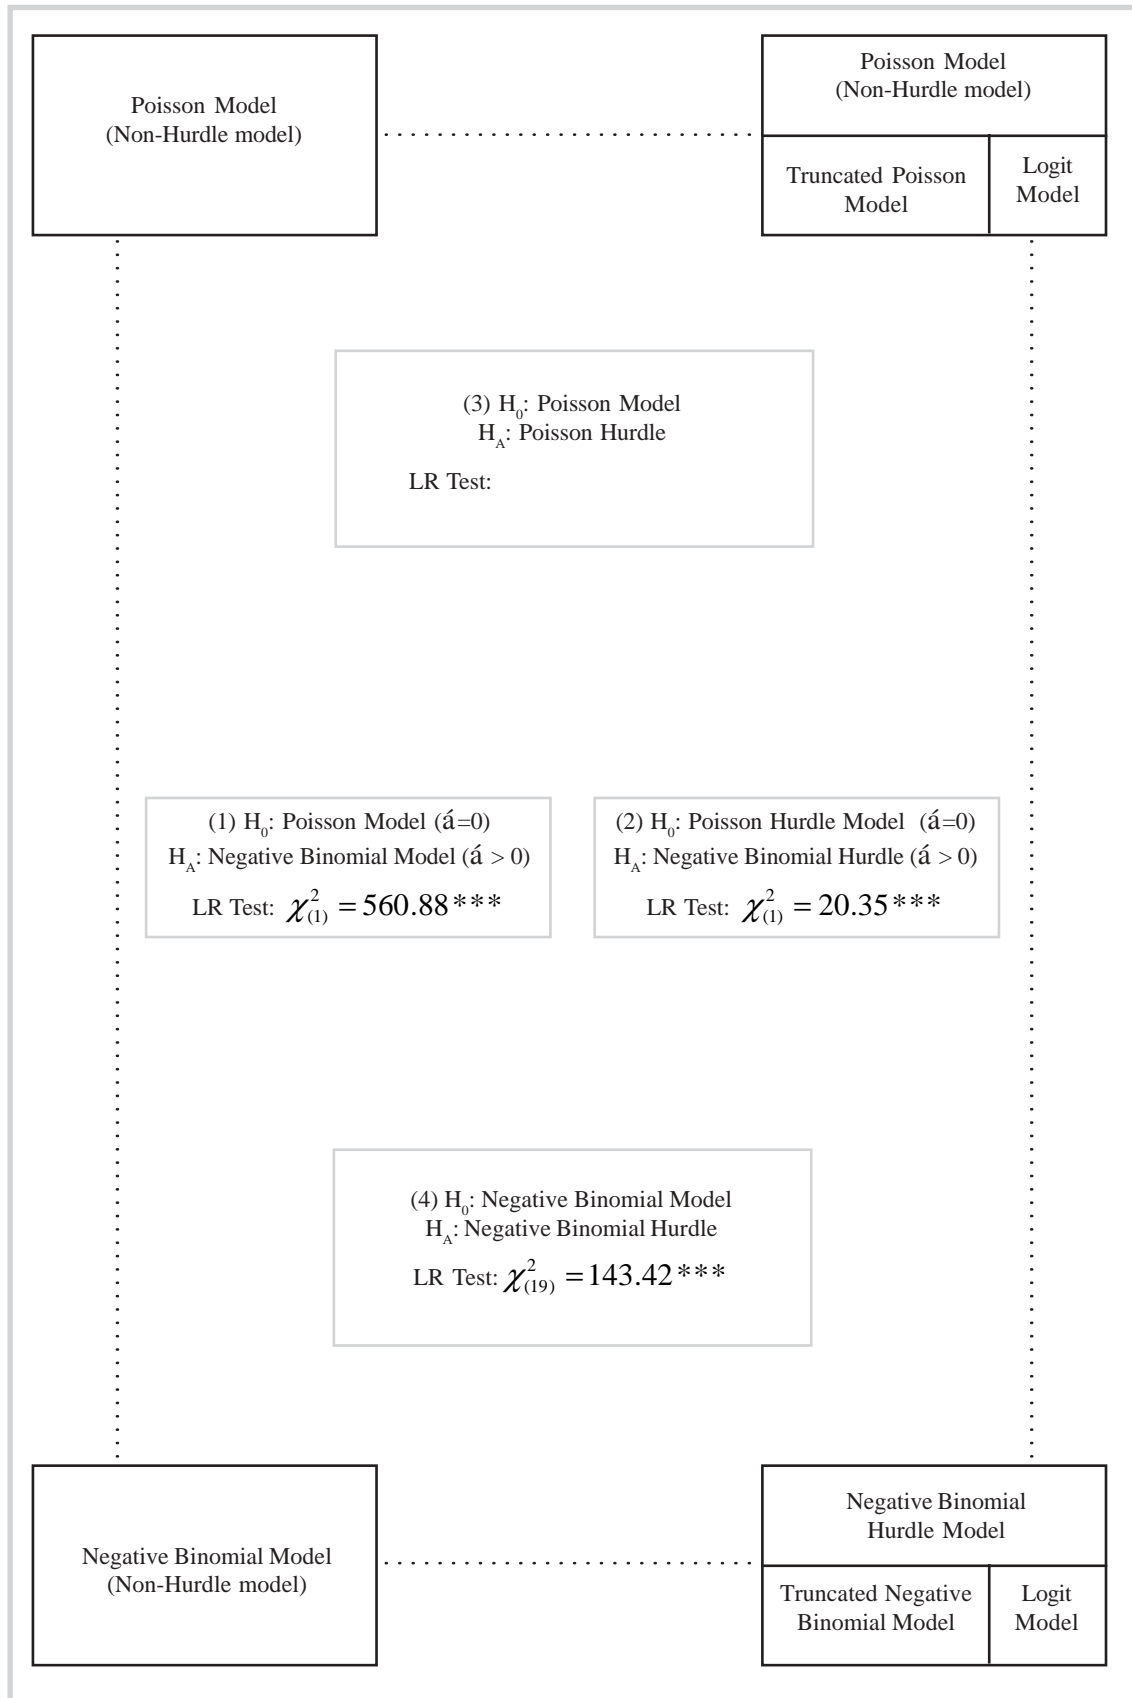 Poisson Model
(Non-Hurdle model)
Poisson Model
(Non-Hurdle model)
Truncated Poisson
Model
Logit
Model
(3) H₀: Poisson Model
H_A: Poisson Hurdle
LR Test:
(1) H₀: Poisson Model (á=0)
H_A: Negative Binomial Model (á > 0)
LR Test: χ²₍₁₎ = 560.88***
(2) H₀: Poisson Hurdle Model (á=0)
H_A: Negative Binomial Hurdle (á > 0)
LR Test: χ²₍₁₎ = 20.35***
(4) H₀: Negative Binomial Model
H_A: Negative Binomial Hurdle
LR Test: χ²₍₁₉₎ = 143.42***
Negative Binomial Model
(Non-Hurdle model)
Negative Binomial
Hurdle Model
Truncated Negative
Binomial Model
Logit
Model